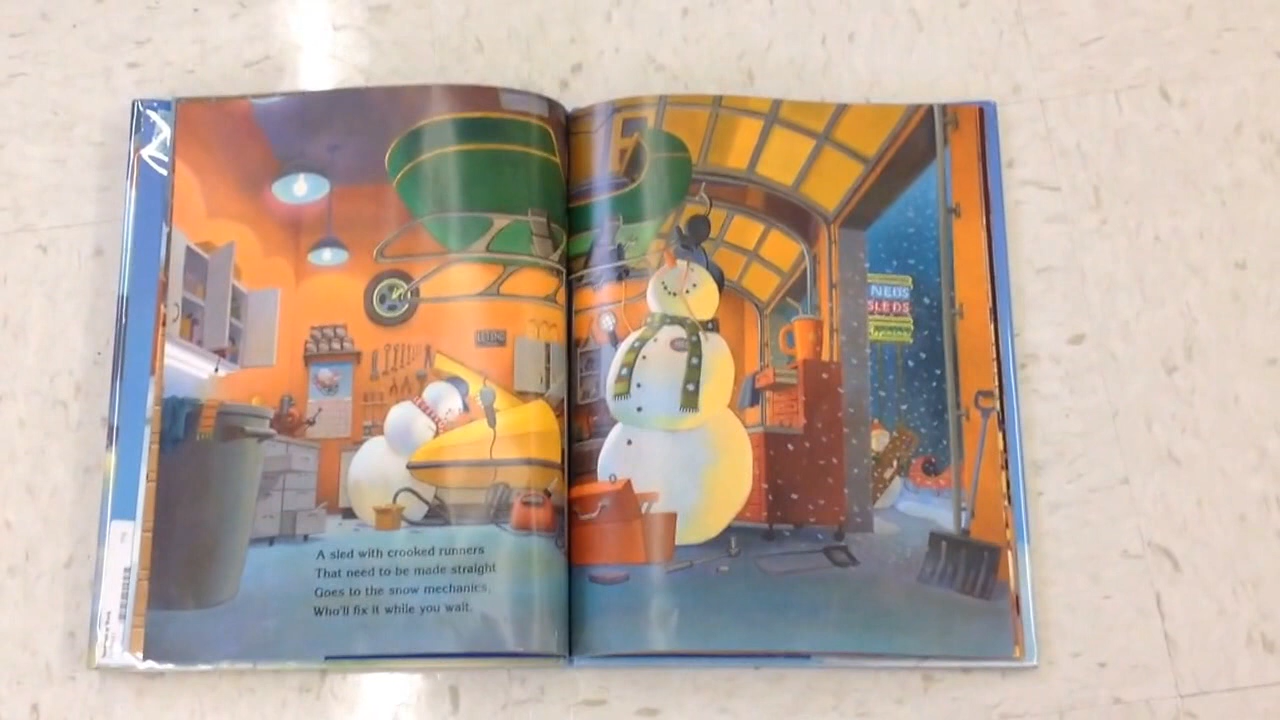 A sled with crooked runners
That need to be made straight
Goes to the snow mechanics,
Who'll fix it while you wait.
NED'S
SLEDS